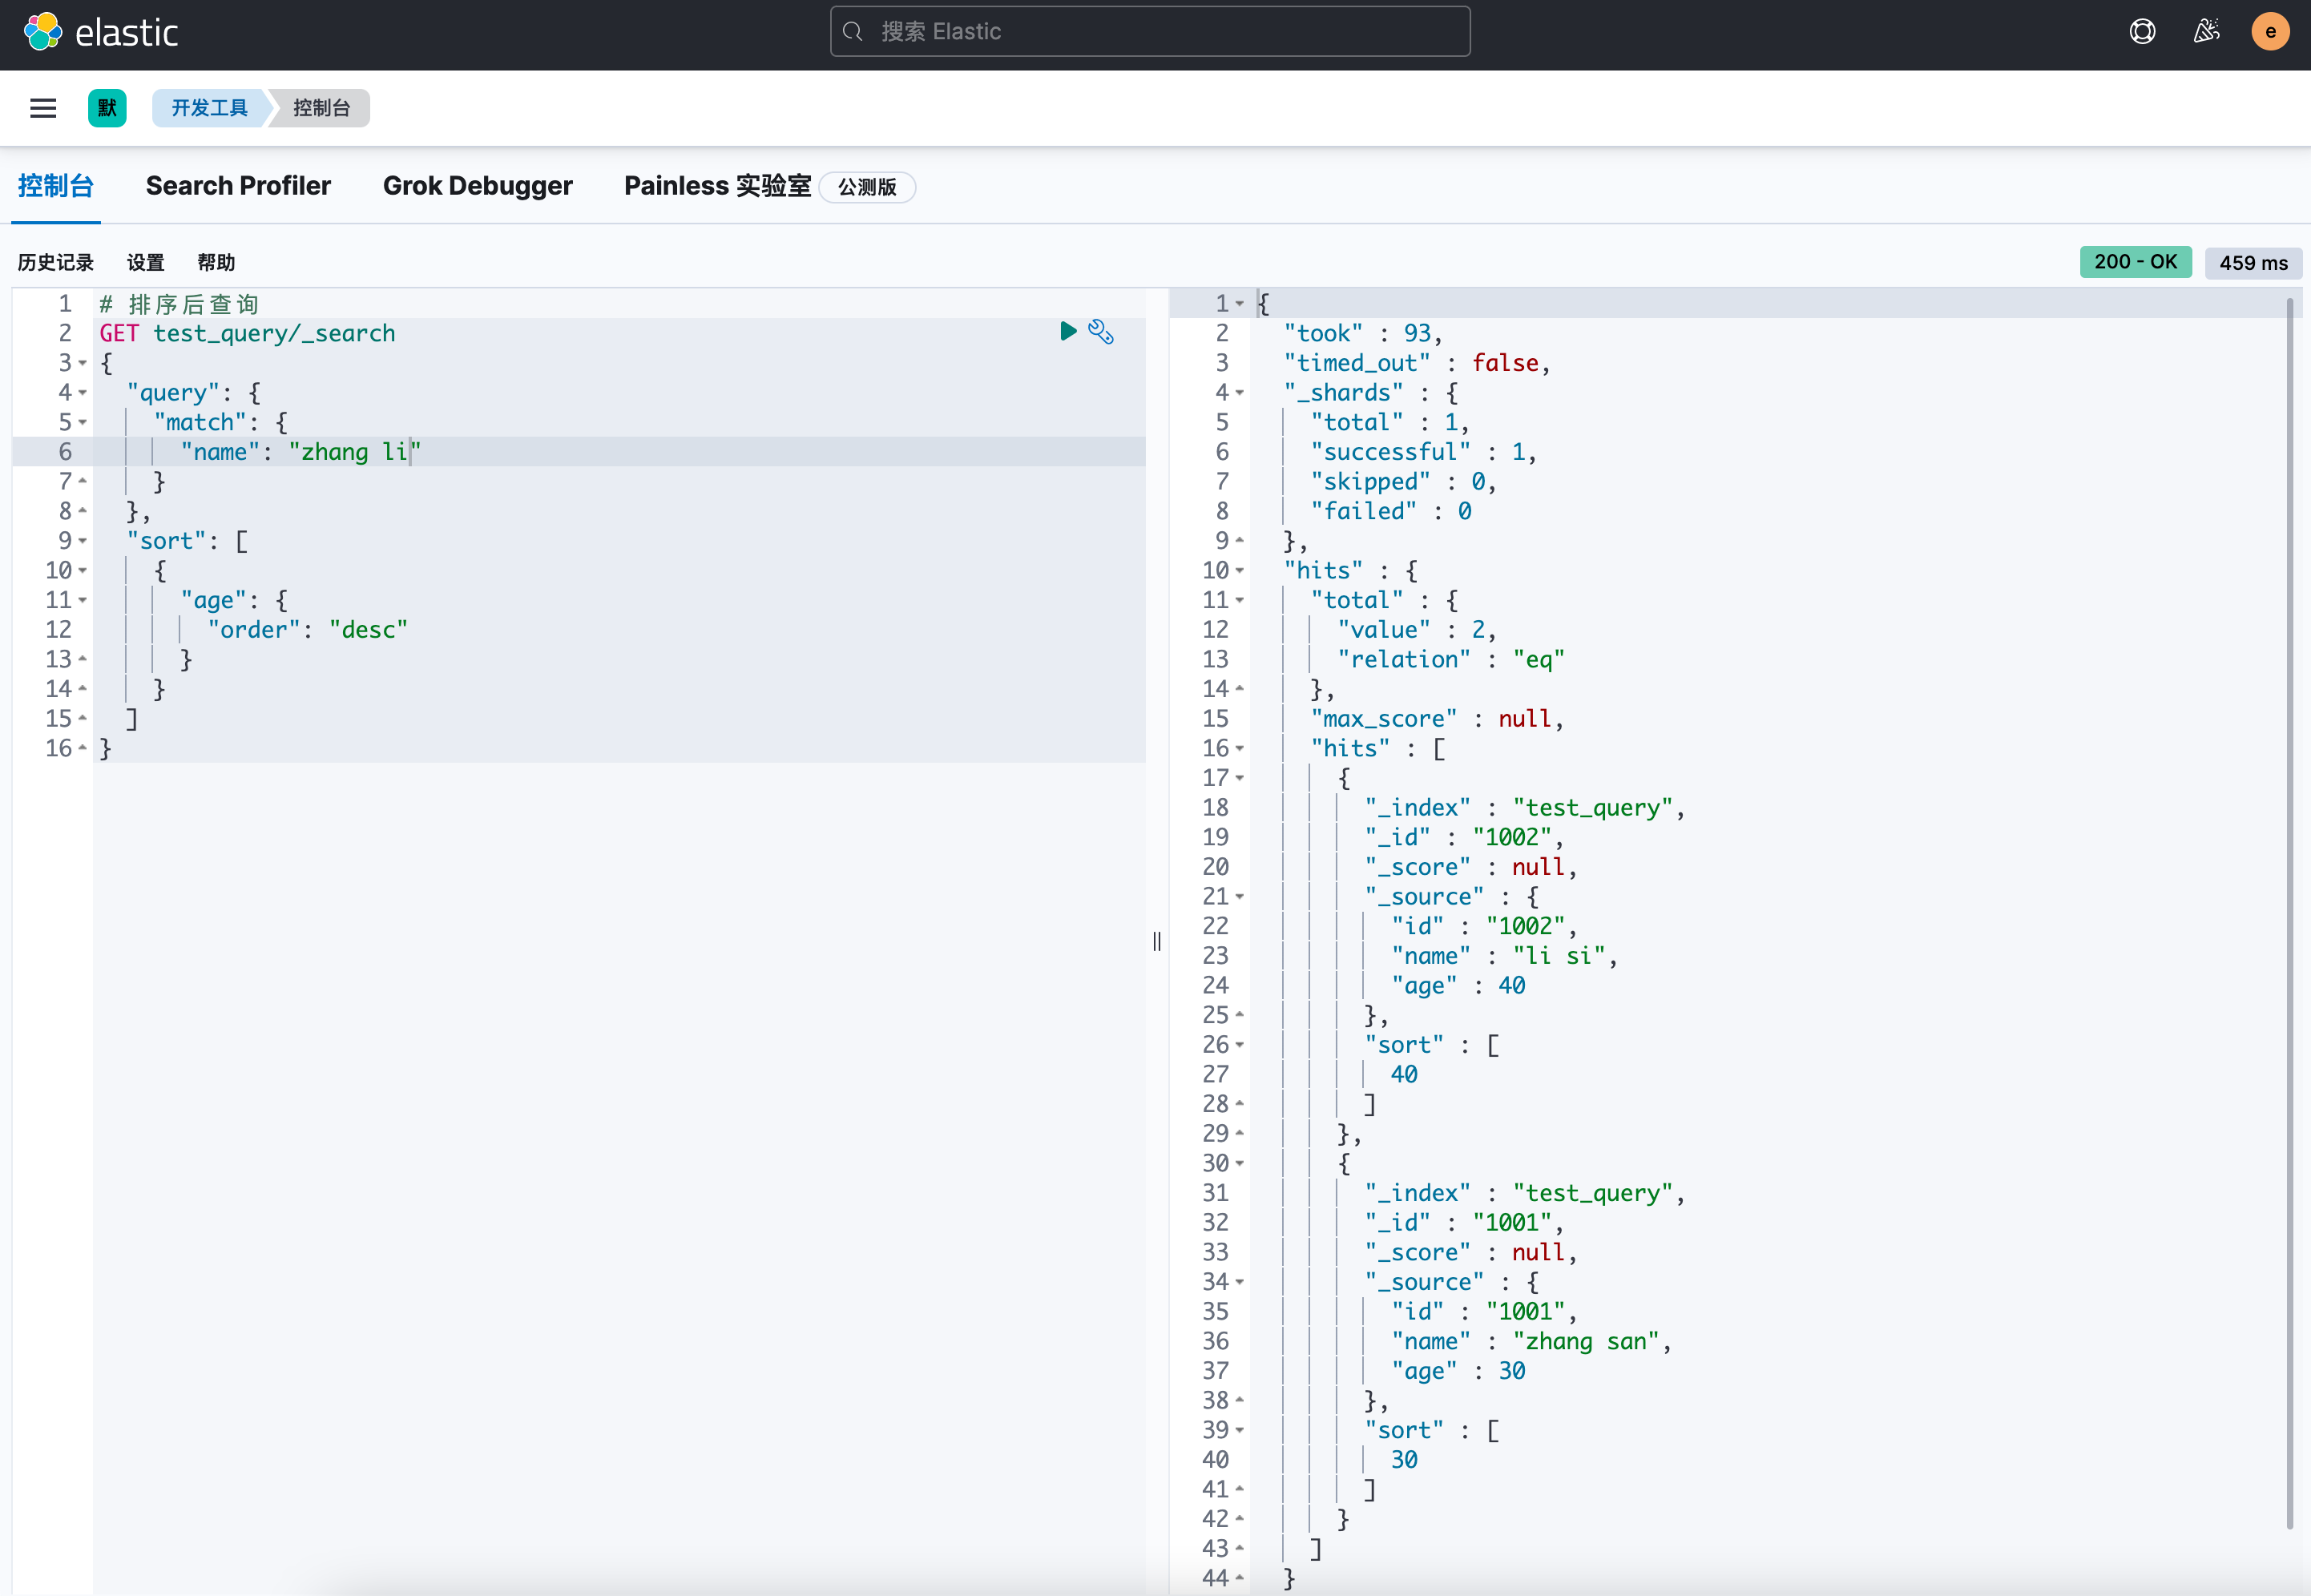 elastic
搜索 Elastic
e
默
开发工具
控制台
控制台
Search Profiler
Grok Debugger
Painless 实验室
公测版
历史记录
设置
帮助
200 - OK
459 ms
1 # 排序后查询
2 GET test_query/_search
3 {
4 "query": {
5 "match": {
6 "name": "zhang li"
7 }
8 },
9 "sort": [
10 {
11 "age": {
12 "order": "desc"
13 }
14 }
15 ]
16 }
1 {
2 "took" : 93,
3 "timed_out" : false,
4 "_shards" : {
5 "total" : 1,
6 "successful" : 1,
7 "skipped" : 0,
8 "failed" : 0
9 },
10 "hits" : {
11 "total" : {
12 "value" : 2,
13 "relation" : "eq"
14 },
15 "max_score" : null,
16 "hits" : [
17 {
18 "_index" : "test_query",
19 "_id" : "1002",
20 "_score" : null,
21 "_source" : {
22 "id" : "1002",
23 "name" : "li si",
24 "age" : 40
25 },
26 "sort" : [
27 40
28 ]
29 },
30 {
31 "_index" : "test_query",
32 "_id" : "1001",
33 "_score" : null,
34 "_source" : {
35 "id" : "1001",
36 "name" : "zhang san",
37 "age" : 30
38 },
39 "sort" : [
40 30
41 ]
42 }
43 ]
44 }